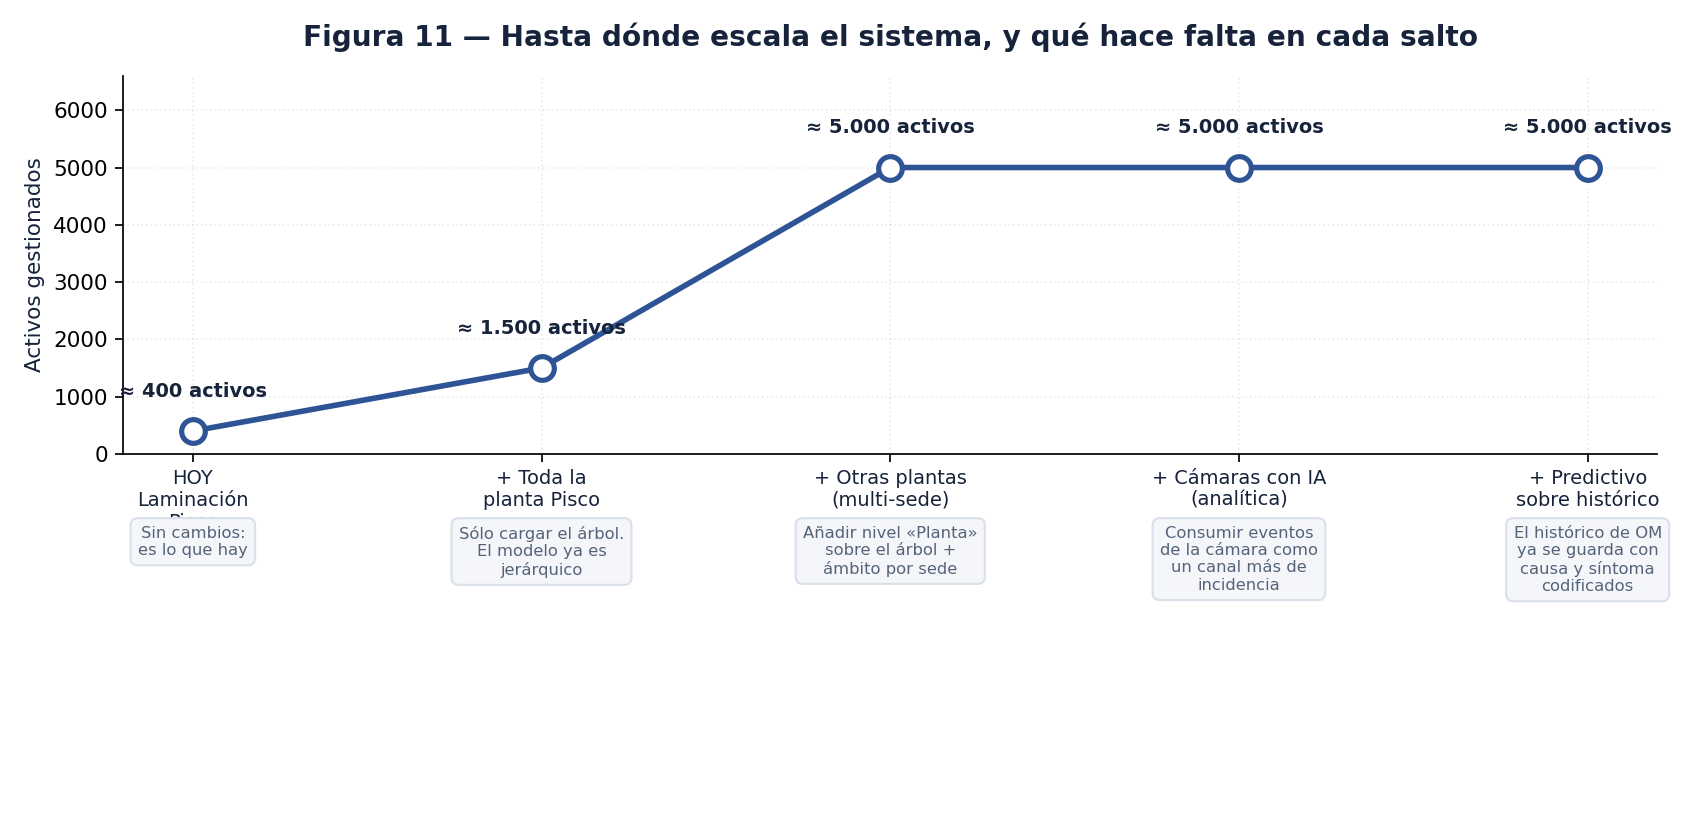 Figura 11 — Hasta dónde escala el sistema, y qué hace falta en cada salto
Activos gestionados
6000
5000
4000
3000
2000
1000
0
≈ 400 activos
≈ 1.500 activos
≈ 5.000 activos
≈ 5.000 activos
≈ 5.000 activos
HOY
Laminación
+ Toda la
planta Pisco
+ Otras plantas
(multi-sede)
+ Cámaras con IA
(analítica)
+ Predictivo
sobre histórico
Sin cambios:
es lo que hay
Sólo cargar el árbol.
El modelo ya es
jerárquico
Añadir nivel «Planta»
sobre el árbol +
ámbito por sede
Consumir eventos
de la cámara como
un canal más de
incidencia
El histórico de OM
ya se guarda con
causa y síntoma
codificados